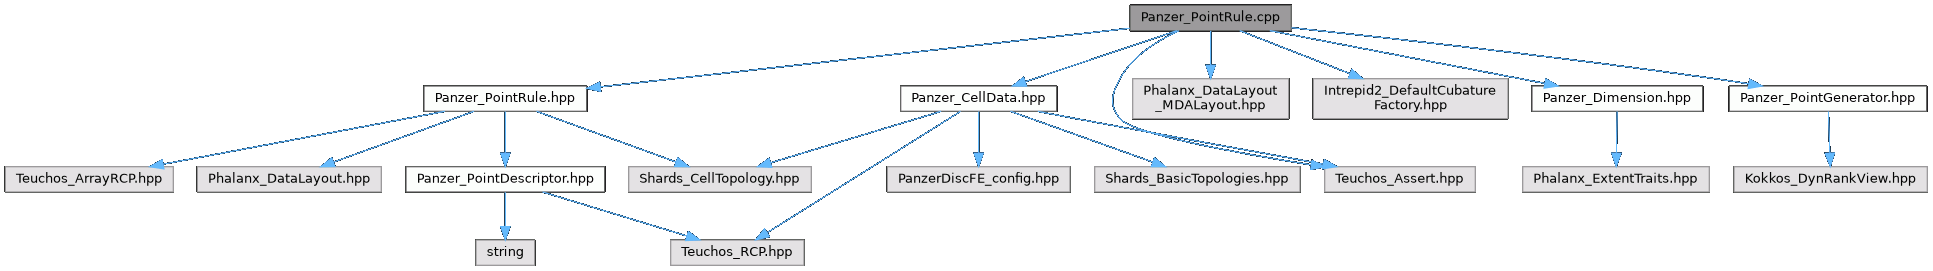 Panzer_PointRule.cpp
Panzer_PointRule.hpp
Panzer_CellData.hpp
Phalanx_DataLayout
_MDALayout.hpp
Intrepid2_DefaultCubature
Factory.hpp
Panzer_Dimension.hpp
Panzer_PointGenerator.hpp
Teuchos_ArrayRCP.hpp
Phalanx_DataLayout.hpp
Panzer_PointDescriptor.hpp
Shards_CellTopology.hpp
PanzerDiscFE_config.hpp
Shards_BasicTopologies.hpp
Teuchos_Assert.hpp
Phalanx_ExtentTraits.hpp
Kokkos_DynRankView.hpp
string
Teuchos_RCP.hpp